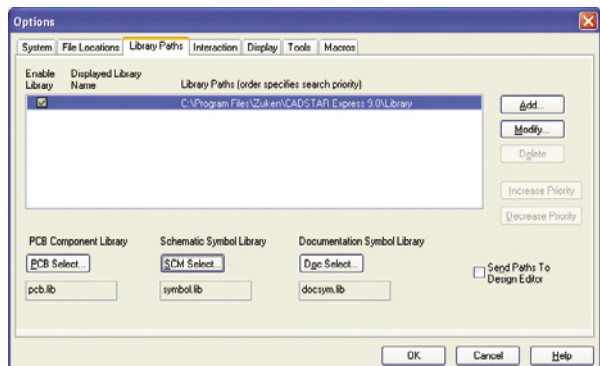 Options
System File Locations Library Paths Interaction Display Tools Macros
Enable Library
Displayed Library Name
Library Paths (order specifies search priority)
C:\Program Files\Zuken\CADSTAR Express 9.0\Library
Add...
Modify...
Delete
Increase Priority
Decrease Priority
PCB Component Library
Schematic Symbol Library
Documentation Symbol Library
PCB Select...
SCM Select...
Doc Select...
Send Paths To
Design Editor
pcb.lib
symbol.lib
docsym.lib
OK
Cancel
Help